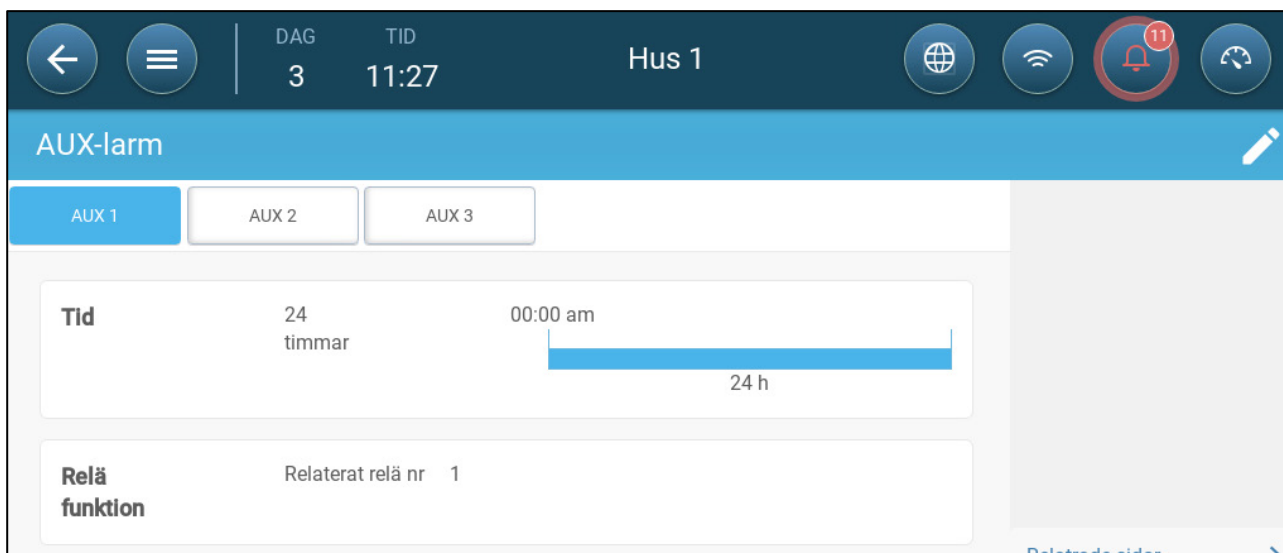 DAG TID
3 11:27
Hus 1
11
AUX-larm
AUX 1 AUX 2 AUX 3
Tid
24
timmar
00:00 am
24 h
Relä
funktion
Relaterat relä nr 1